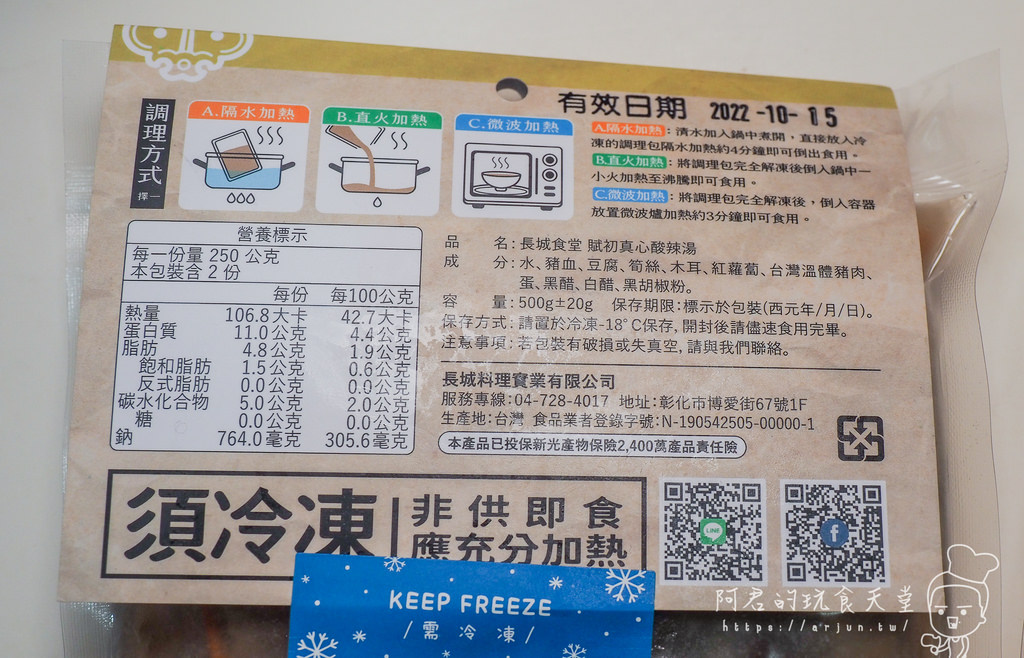 有效日期 2022-10-15
調理方式 擇一
A.隔水加熱
B.直火加熱
C.微波加熱
A.隔水加熱：清水加入鍋中煮開，直接放入冷
凍的調理包隔水加熱約4分鐘即可倒出食用。
B.直火加熱：將調理包完全解凍後倒入鍋中一
小火加熱至沸騰即可食用。
C.微波加熱：將調理包完全解凍後，倒入容器
放置微波爐加熱約3分鐘即可食用。
營養標示
每一份量 250 公克
本包裝含 2 份
每份 每100公克
熱量 106.8大卡 42.7大卡
蛋白質 11.0公克 4.4公克
脂肪 4.8公克 1.9公克
飽和脂肪 1.5公克 0.6公克
反式脂肪 0.0公克 0.0公克
碳水化合物 5.0公克 2.0公克
糖 0.0公克 0.0公克
鈉 764.0毫克 305.6毫克
品 名：長城食堂 賦初真心酸辣湯
成 分：水、豬血、豆腐、筍絲、木耳、紅蘿蔔、台灣溫體豬肉、
蛋、黑醋、白醋、黑胡椒粉。
容 量：500g±20g 保存期限：標示於包裝(西元年/月/日)。
保存方式：請置於冷凍-18°C保存，開封後請儘速食用完畢。
注意事項：若包裝有破損或失真空，請與我們聯絡。
長城料理實業有限公司
服務專線：04-728-4017 地址：彰化市博愛街67號1F
生產地：台灣 食品業者登錄字號：N-190542505-00000-1
本產品已投保新光產物保險2,400萬產品責任險
須冷凍
非供即食
應充分加熱
LINE
KEEP FREEZE
/需冷凍/
阿君的玩食天堂
https://arjun.tw/